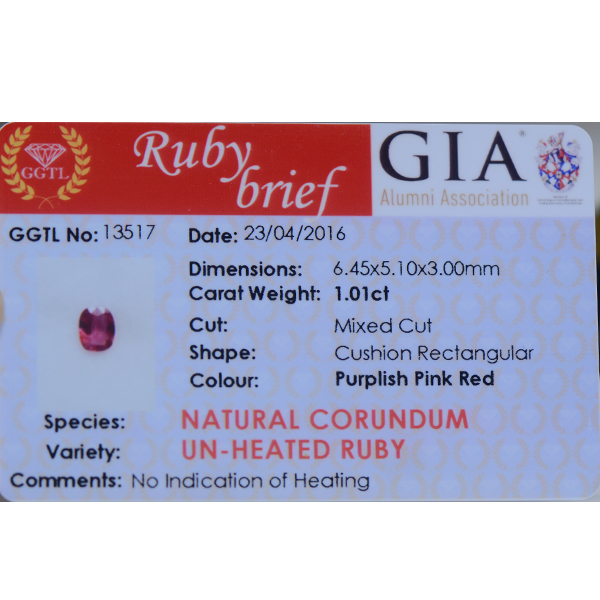 GGTL
Ruby
brief
GIA®
Alumni Association
GGTL No: 13517
Date: 23/04/2016
Dimensions: 6.45x5.10x3.00mm
Carat Weight: 1.01ct
Cut: Mixed Cut
Shape: Cushion Rectangular
Colour: Purplish Pink Red
Species: NATURAL CORUNDUM
Variety: UN-HEATED RUBY
Comments: No Indication of Heating